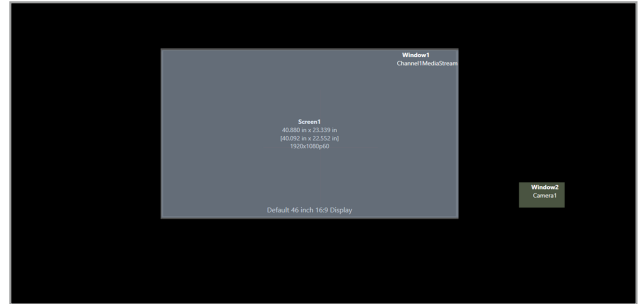 Window1
Channel1MediaStream
Screen1
40.880 in x 23.339 in
[40.092 in x 22.552 in]
1920x1080p60
Window2
Camera1
Default 46 inch 16:9 Display